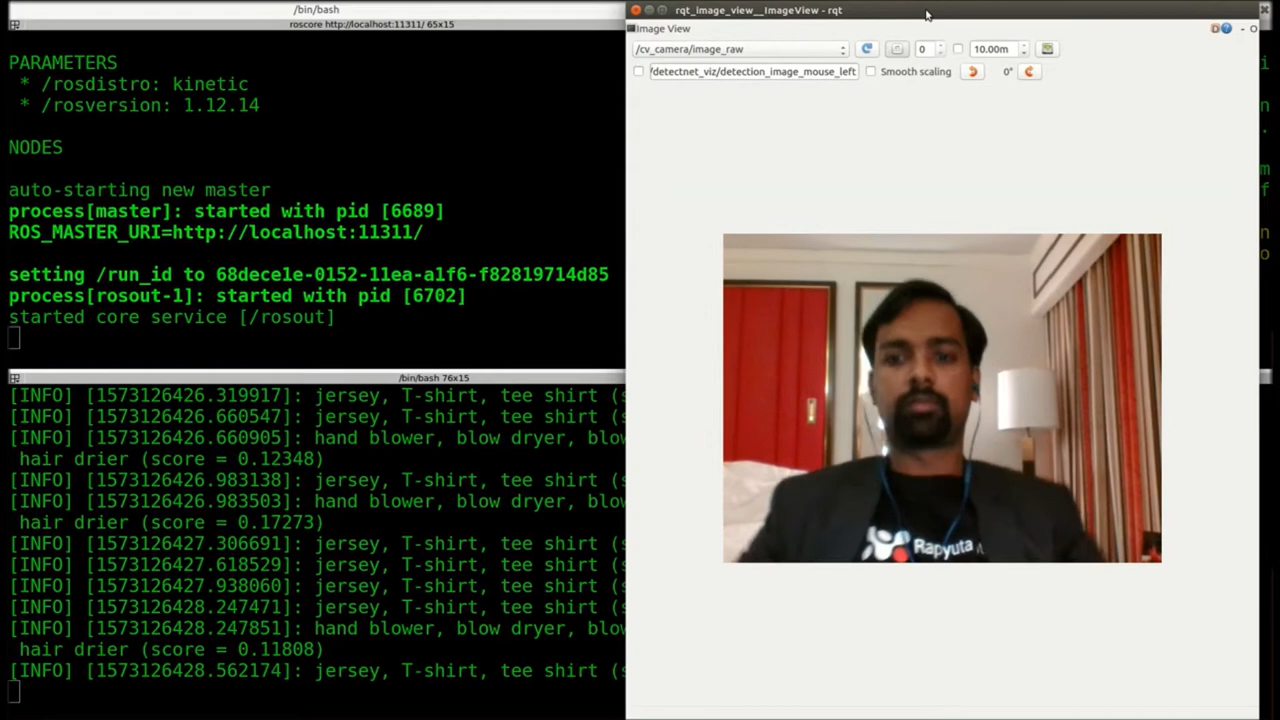 /bin/bash
roscore http://localhost:11311/ 65x15
PARAMETERS
* /rosdistro: kinetic
* /rosversion: 1.12.14
NODES
auto-starting new master
process[master]: started with pid [6689]
ROS_MASTER_URI=http://localhost:11311/
setting /run_id to 68dece1e-0152-11ea-a1f6-f82819714d85
process[rosout-1]: started with pid [6702]
started core service [/rosout]
/bin/bash 76x15
[INFO] [1573126426.319917]: jersey, T-shirt, tee shirt (s
[INFO] [1573126426.660547]: jersey, T-shirt, tee shirt (s
[INFO] [1573126426.660905]: hand blower, blow dryer, blow
hair drier (score = 0.12348)
[INFO] [1573126426.983138]: jersey, T-shirt, tee shirt (s
[INFO] [1573126426.983503]: hand blower, blow dryer, blow
hair drier (score = 0.17273)
[INFO] [1573126427.306691]: jersey, T-shirt, tee shirt (s
[INFO] [1573126427.618529]: jersey, T-shirt, tee shirt (s
[INFO] [1573126427.938060]: jersey, T-shirt, tee shirt (s
[INFO] [1573126428.247471]: jersey, T-shirt, tee shirt (s
[INFO] [1573126428.247851]: hand blower, blow dryer, blow
hair drier (score = 0.11808)
[INFO] [1573126428.562174]: jersey, T-shirt, tee shirt (s
rqt_image_view__ImageView - rqt
Image View
D ? - O
/cv_camera/image_raw 0 10.00m
/detectnet_viz/detection_image_mouse_left Smooth scaling 0°
Rapyuta